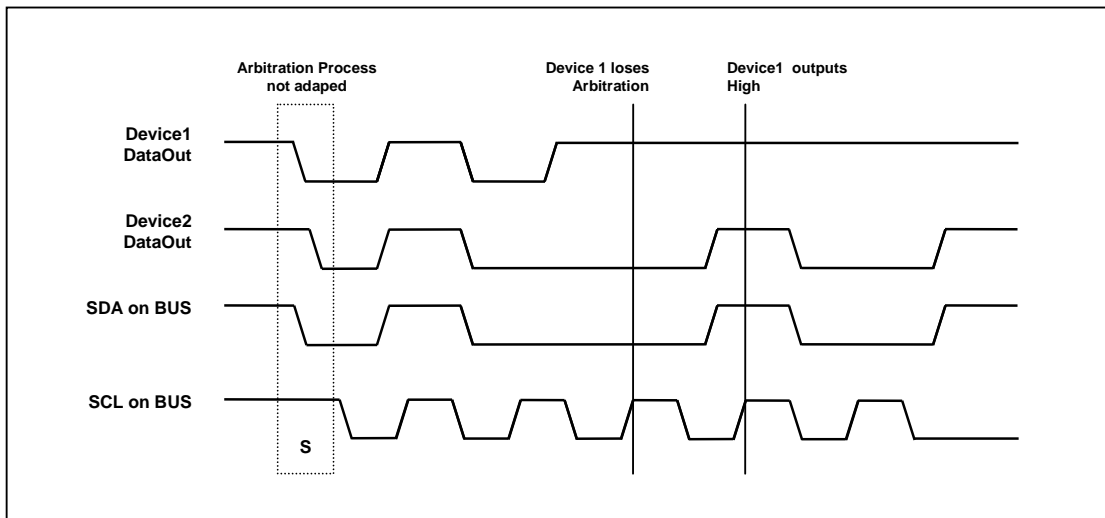 Arbitration Process
not adaped
Device 1 loses
Arbitration
Device1 outputs
High
Device1
DataOut
Device2
DataOut
SDA on BUS
SCL on BUS
S